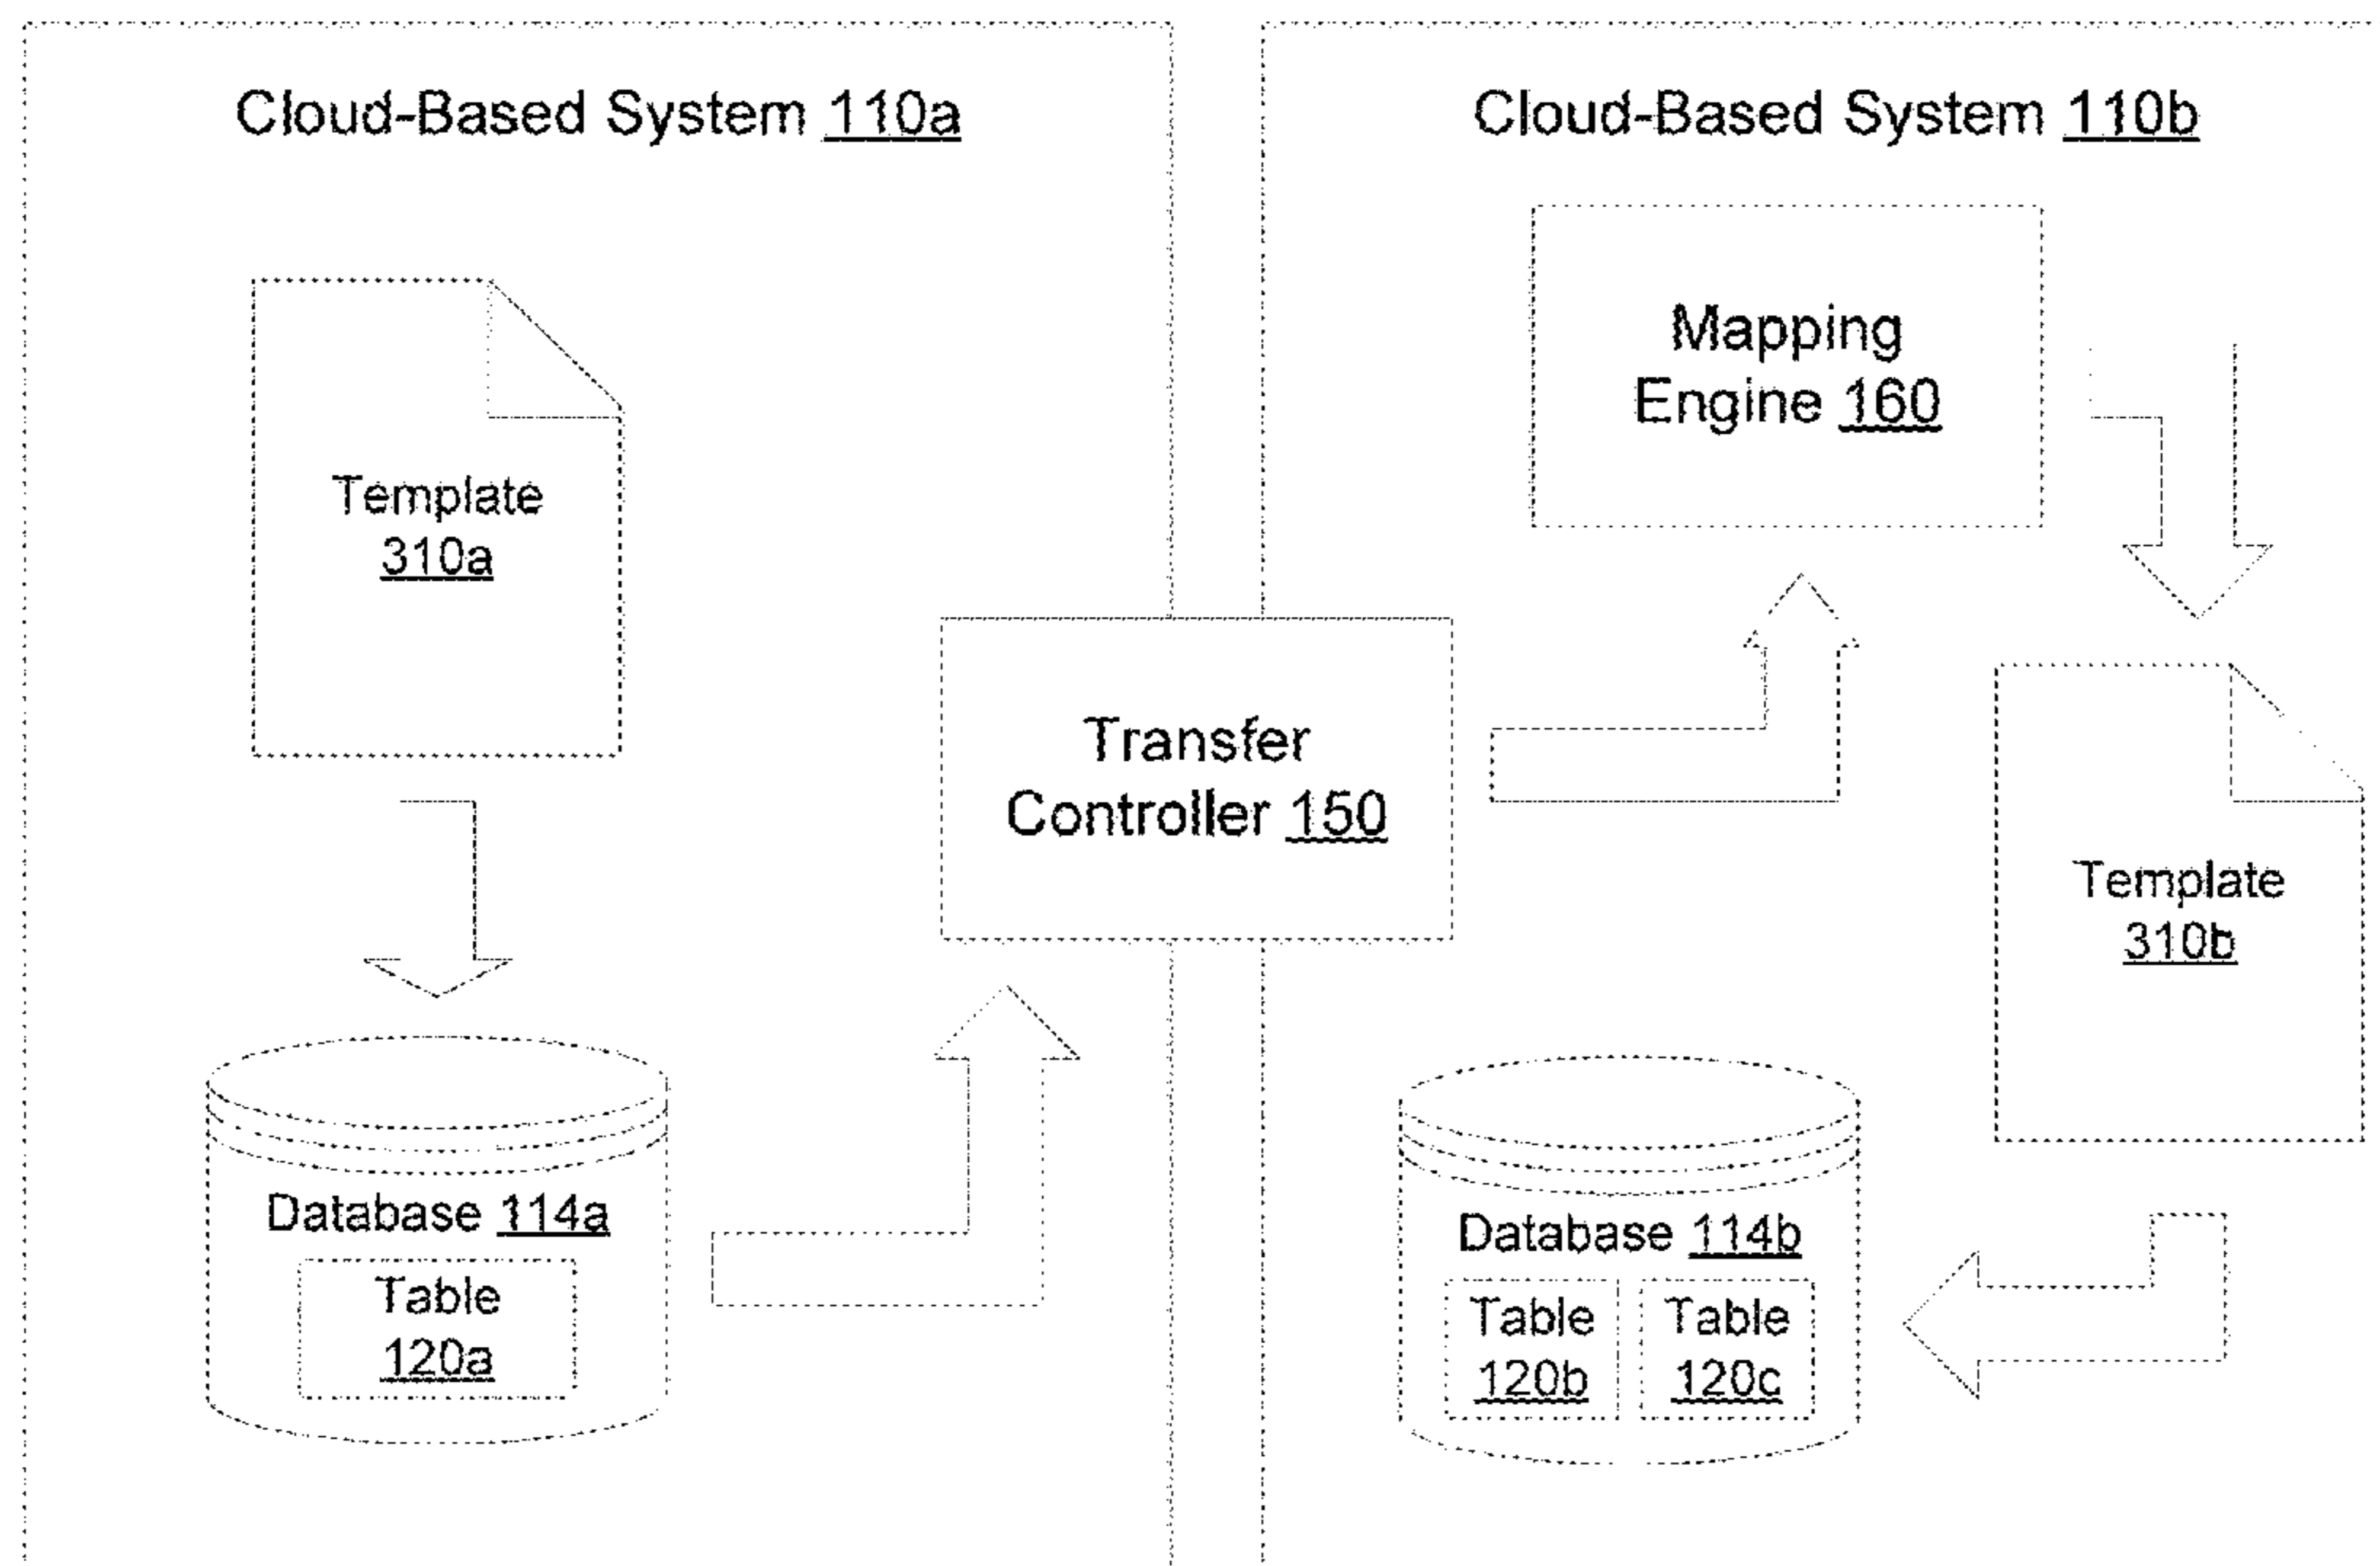 Cloud-Based System 110a
Template
310a
Database 114a
Table
120a
Transfer
Controller 150
Cloud-Based System 110b
Mapping
Engine 160
Template
310b
Database 114b
Table
120b
Table
120c